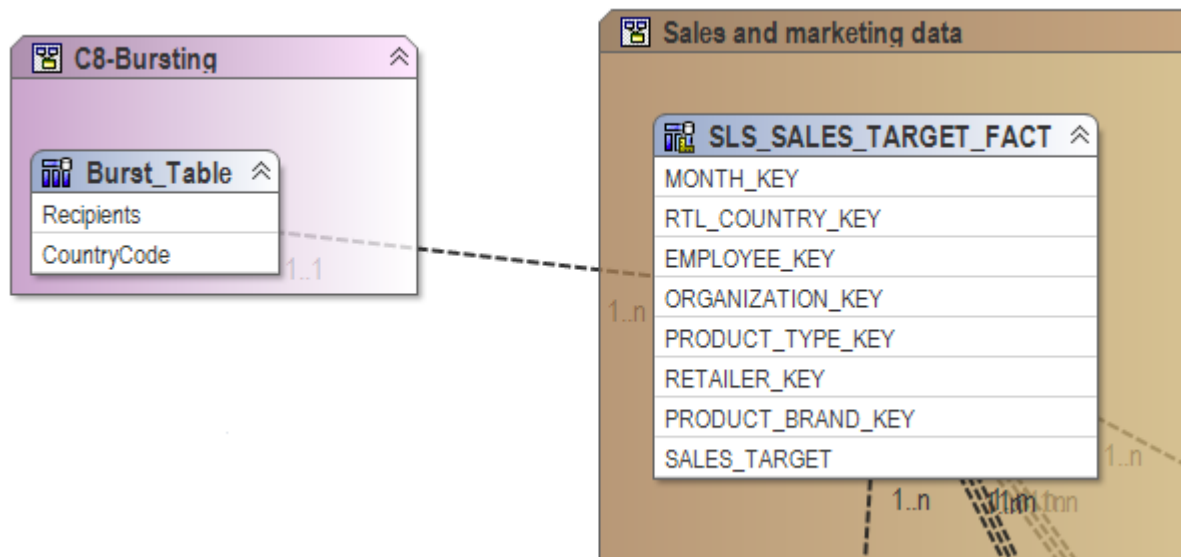 C8-Bursting
Burst_Table
Recipients
CountryCode
1..1
Sales and marketing data
SLS_SALES_TARGET_FACT
MONTH_KEY
RTL_COUNTRY_KEY
EMPLOYEE_KEY
ORGANIZATION_KEY
PRODUCT_TYPE_KEY
RETAILER_KEY
PRODUCT_BRAND_KEY
SALES_TARGET
1..n
1..n
1..n